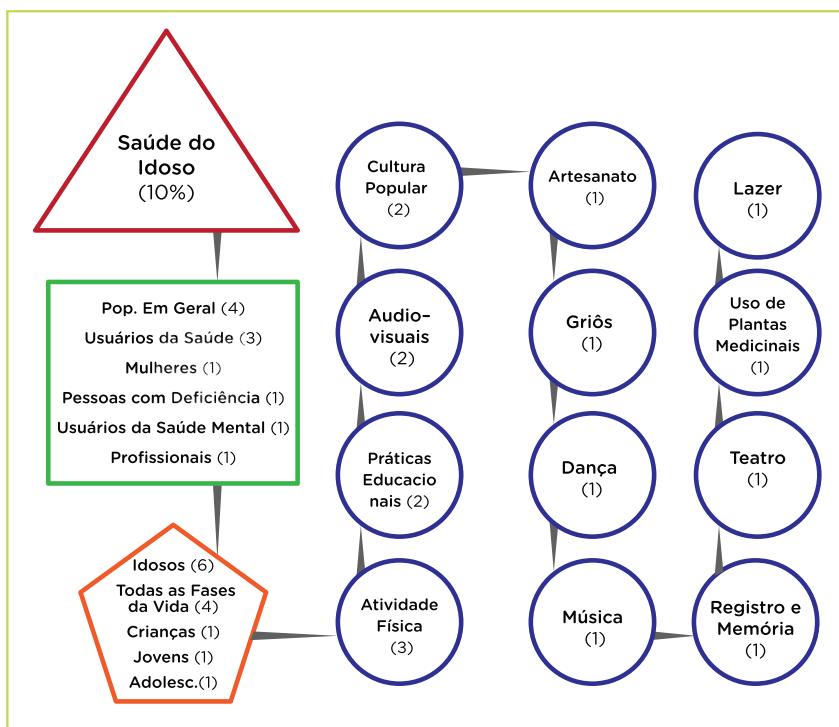 Saúde do
Idoso
(10%)
Pop. Em Geral (4)
Usuários da Saúde (3)
Mulheres (1)
Pessoas com Deficiência (1)
Usuários da Saúde Mental (1)
Profissionais (1)
Idosos (6)
Todas as Fases
da Vida (4)
Crianças (1)
Jovens (1)
Adolesc.(1)
Atividade
Física
(3)
Práticas
Educacio
nais (2)
Audio–
visuais
(2)
Cultura
Popular
(2)
Artesanato
(1)
Griôs
(1)
Dança
(1)
Música
(1)
Registro e
Memória
(1)
Teatro
(1)
Uso de
Plantas
Medicinais
(1)
Lazer
(1)